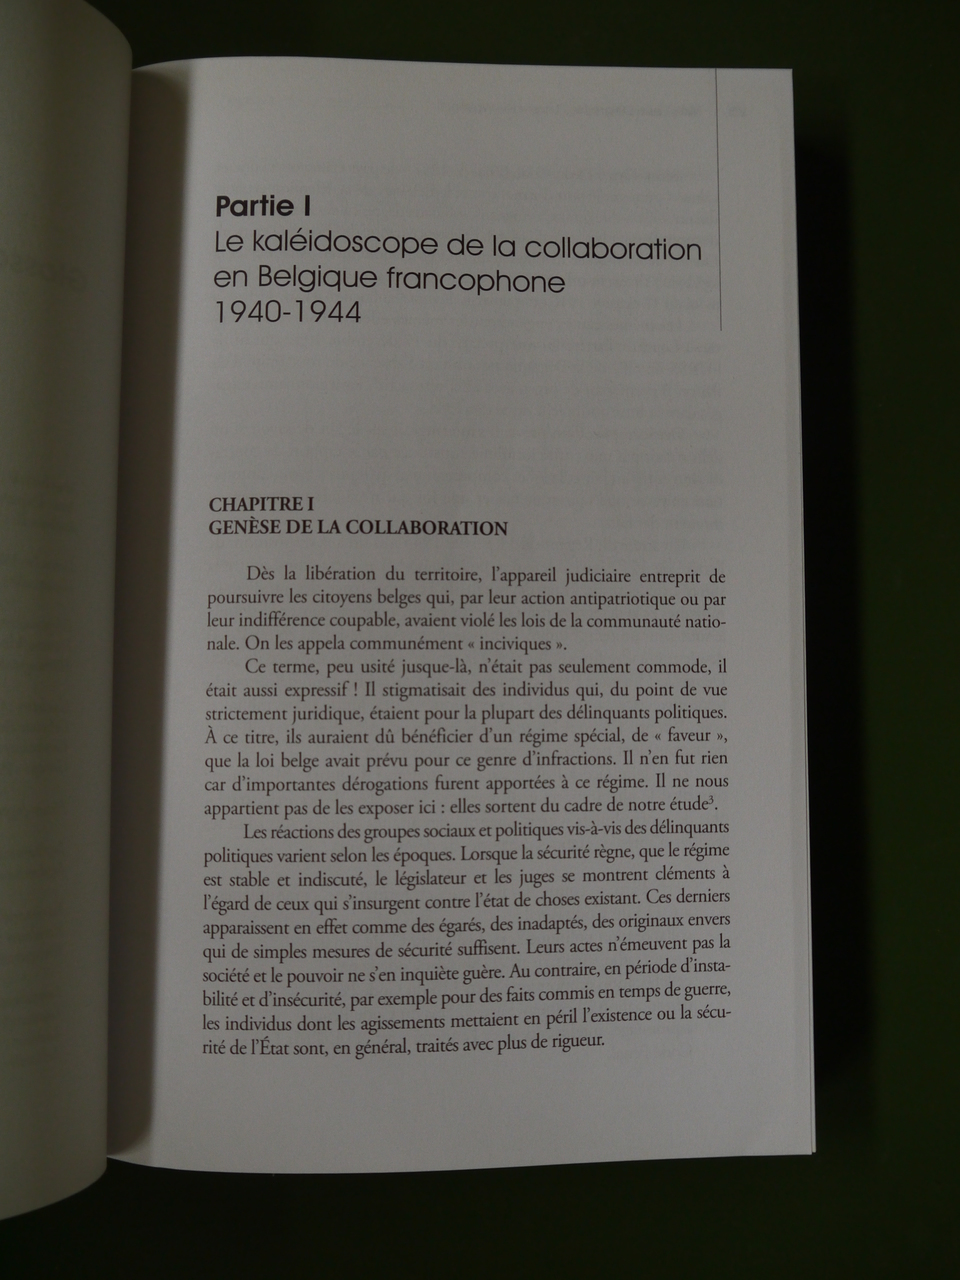 Partie I
Le kaléidoscope de la collaboration
en Belgique francophone
1940-1944
CHAPITRE I
GENÈSE DE LA COLLABORATION
Dès la libération du territoire, l'appareil judiciaire entreprit de
poursuivre les citoyens belges qui, par leur action antipatriotique ou par
leur indifférence coupable, avaient violé les lois de la communauté natio-
nale. On les appela communément « inciviques ».
Ce terme, peu usité jusque-là, n'était pas seulement commode, il
était aussi expressif ! Il stigmatisait des individus qui, du point de vue
strictement juridique, étaient pour la plupart des délinquants politiques.
À ce titre, ils auraient dû bénéficier d'un régime spécial, de « faveur »,
que la loi belge avait prévu pour ce genre d'infractions. Il n'en fut rien
car d'importantes dérogations furent apportées à ce régime. Il ne nous
appartient pas de les exposer ici : elles sortent du cadre de notre étude³.
Les réactions des groupes sociaux et politiques vis-à-vis des délinquants
politiques varient selon les époques. Lorsque la sécurité règne, que le régime
est stable et indiscuté, le législateur et les juges se montrent cléments à
l'égard de ceux qui s'insurgent contre l'état de choses existant. Ces derniers
apparaissent en effet comme des égarés, des inadaptés, des originaux envers
qui de simples mesures de sécurité suffisent. Leurs actes n'émeuvent pas la
société et le pouvoir ne s'en inquiète guère. Au contraire, en période d'insta-
bilité et d'insécurité, par exemple pour des faits commis en temps de guerre,
les individus dont les agissements mettaient en péril l'existence ou la sécu-
rité de l'État sont, en général, traités avec plus de rigueur.